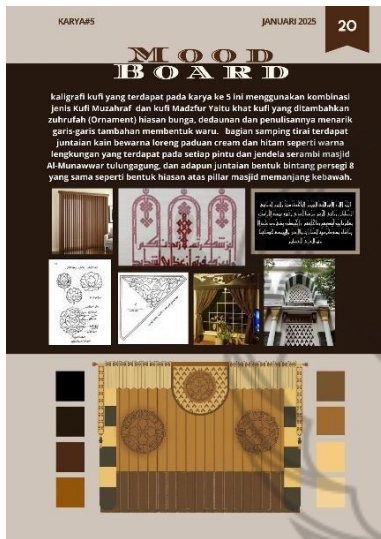 KARYA#5
JANUARI 2025
20
MOOD
BOARD
kaligrafi kufi yang terdapat pada karya ke 5 ini menggunakan kombinasi
jenis Kufi Muzahraf dan kufi Madzfur Yaitu khat kufi yang ditambahkan
zuhrufah (Ornament) hiasan bunga, dedaunan dan penulisannya menarik
garis-garis tambahan membentuk waru. bagian samping tirai terdapat
juntaian kain bewarna loreng paduan cream dan hitam seperti warna
lengkungan yang terdapat pada setiap pintu dan jendela serambi masjid
Al-Munawwar tulungagung, dan adapun juntaian bentuk bintang persegi 8
yang sama seperti bentuk hiasan atas pillar masjid memanjang kebawah.